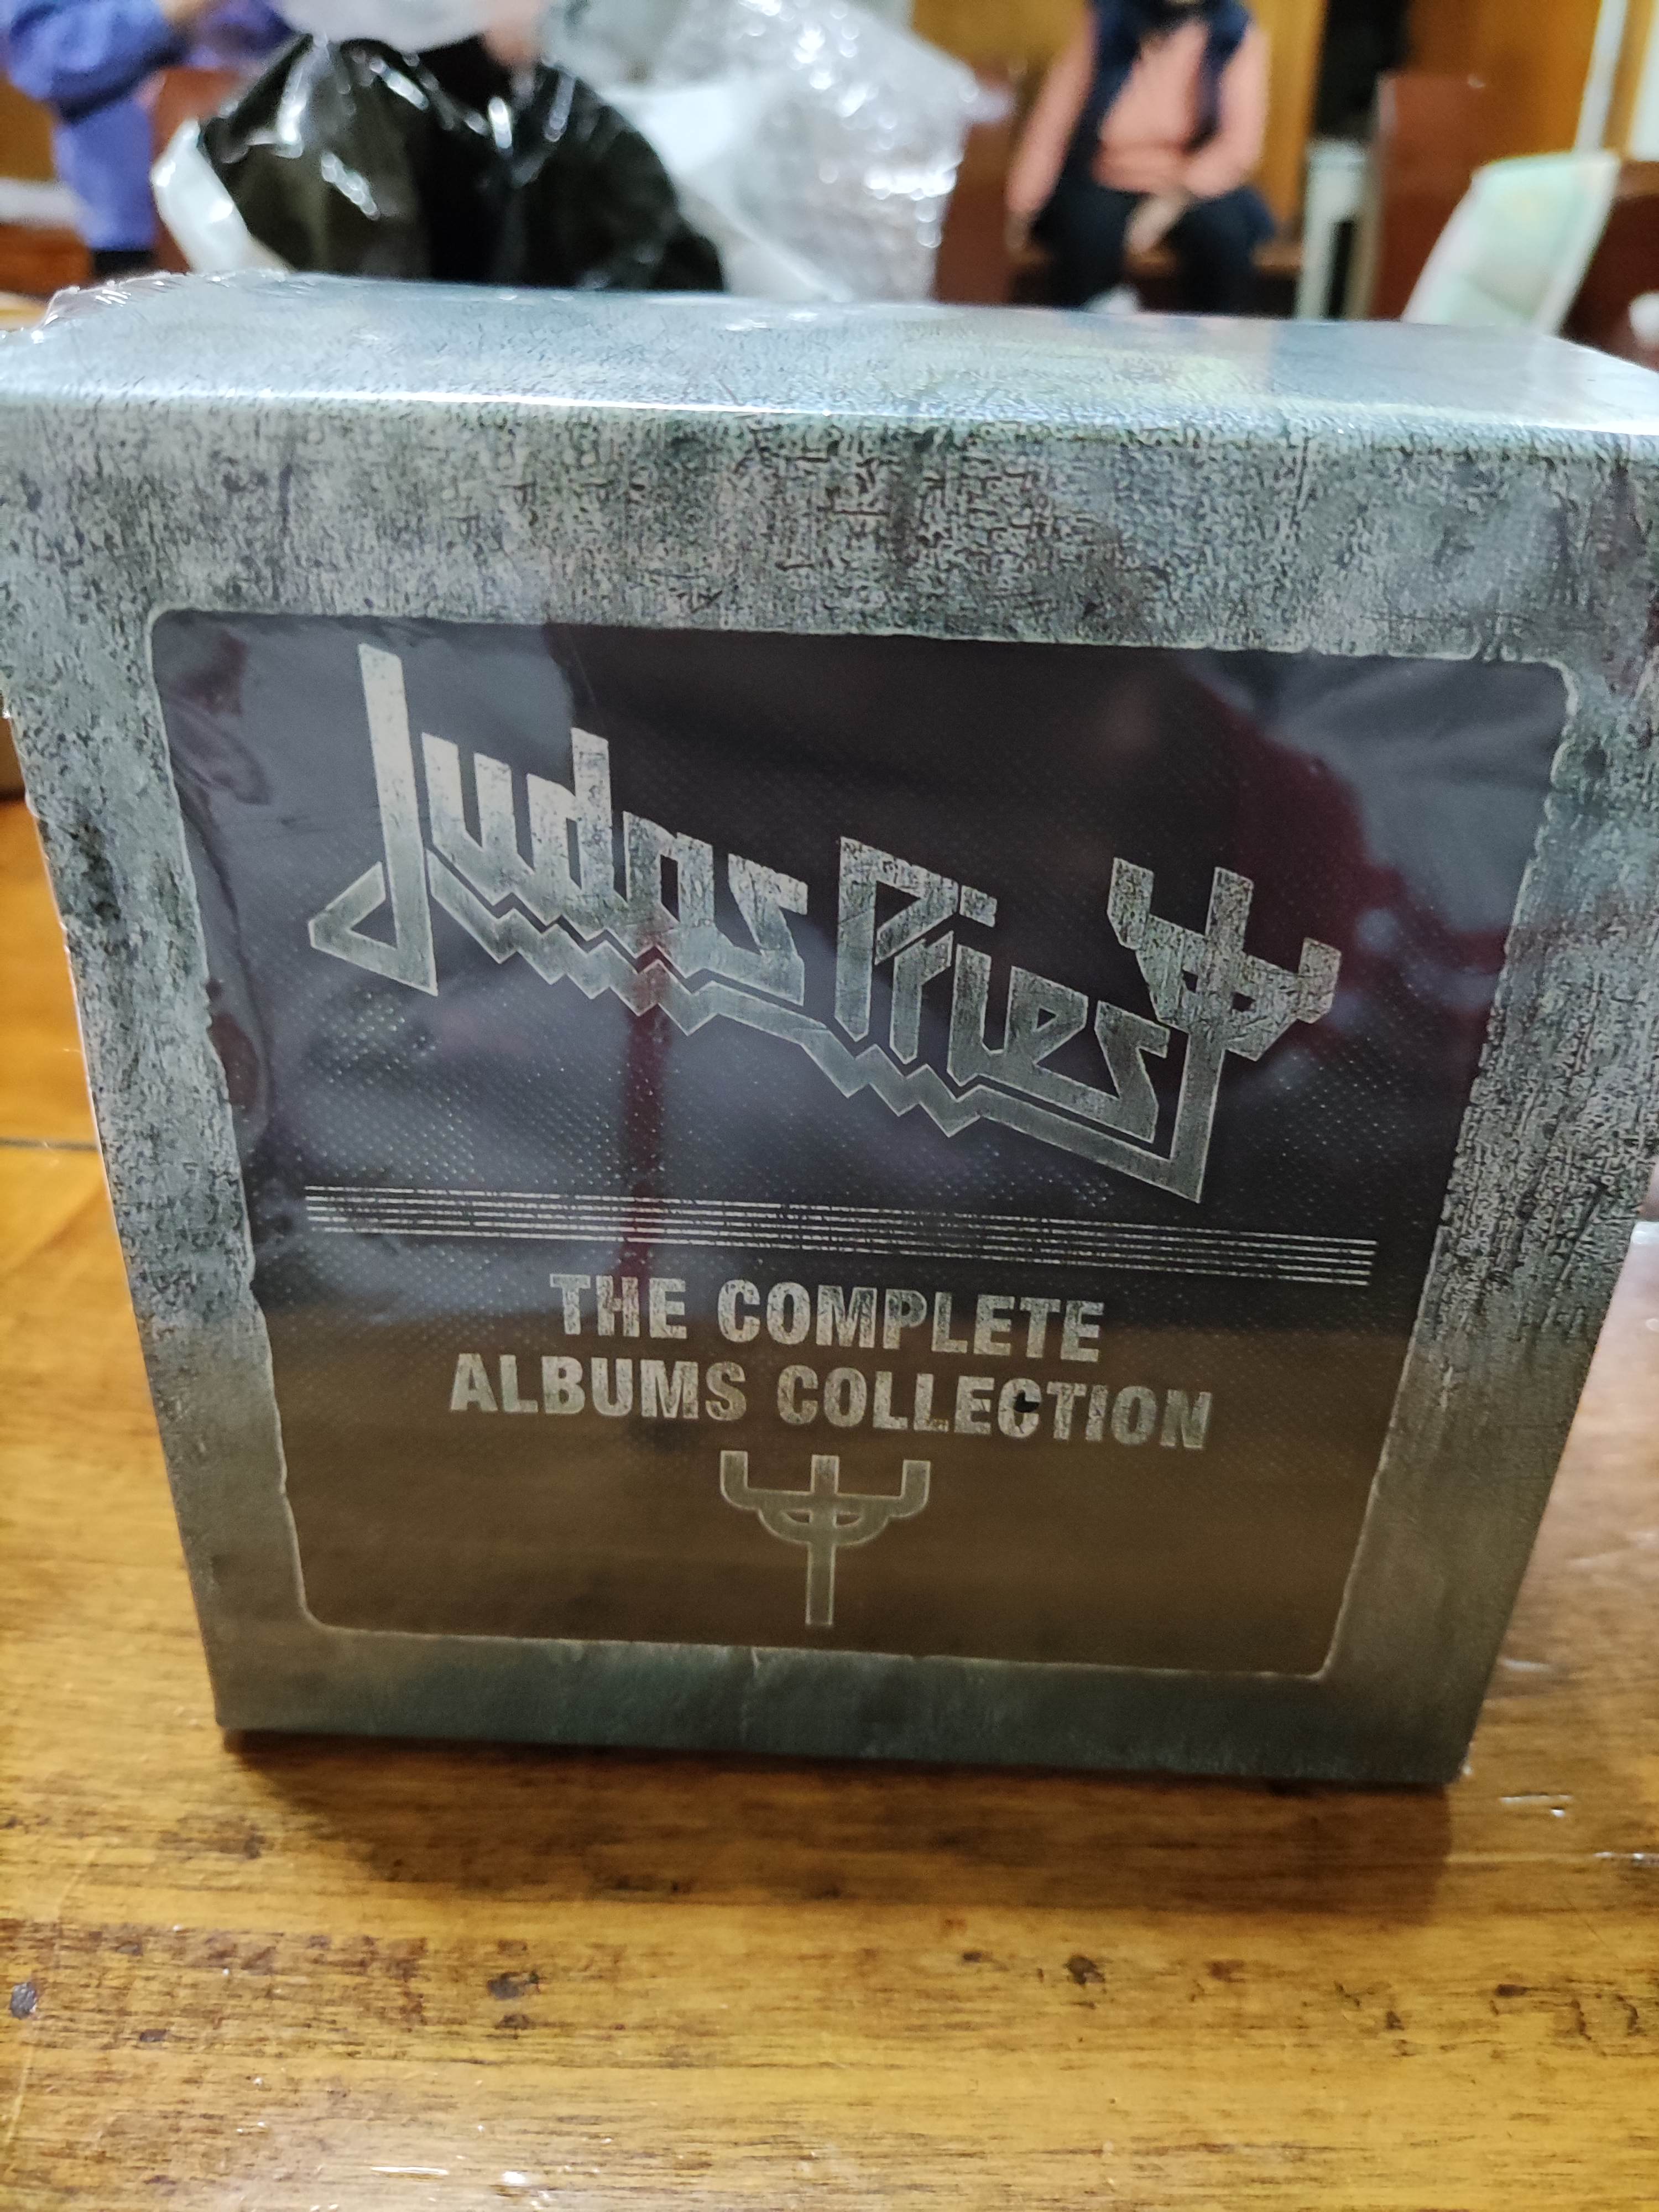 Judas Priest
THE COMPLETE
ALBUMS COLLECTION